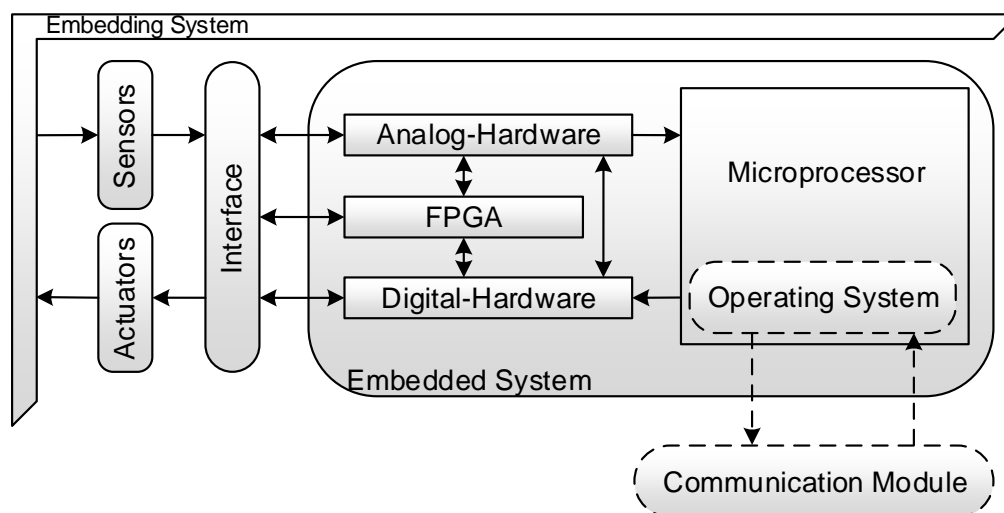 Embedding System
Sensors
Actuators
Interface
Analog-Hardware
FPGA
Digital-Hardware
Microprocessor
Operating System
Embedded System
Communication Module